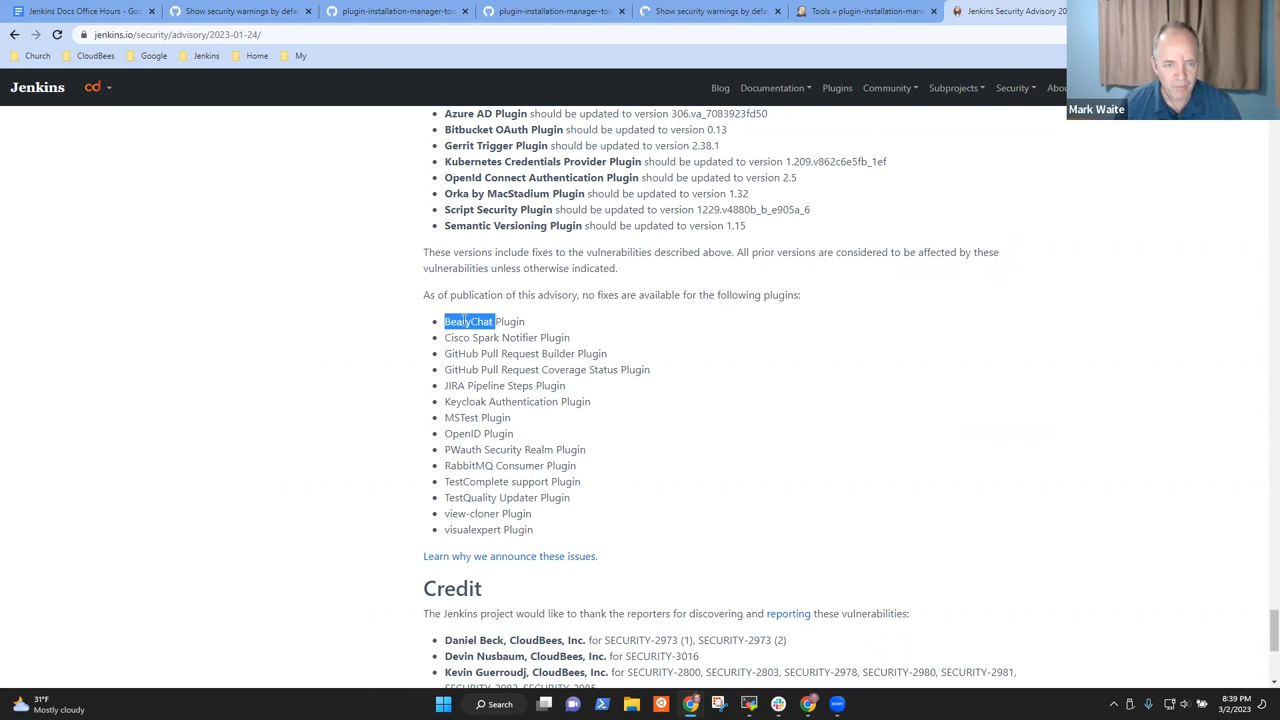 Jenkins Docs Office Hours - Goo
Show security warnings by defa
plugin-installation-manager-too
plugin-installation-manager-too
Show security warnings by defa
Tools » plugin-installation-man
Jenkins Security Advisory 20
jenkins.io/security/advisory/2023-01-24/
Church
CloudBees
Google
Jenkins
Home
My
Mark Waite
Jenkins
cd
Blog
Documentation
Plugins
Community
Subprojects
Security
Abou
Azure AD Plugin should be updated to version 306.va_7083923fd50
Bitbucket OAuth Plugin should be updated to version 0.13
Gerrit Trigger Plugin should be updated to version 2.38.1
Kubernetes Credentials Provider Plugin should be updated to version 1.209.v862c6e5fb_1ef
OpenId Connect Authentication Plugin should be updated to version 2.5
Orka by MacStadium Plugin should be updated to version 1.32
Script Security Plugin should be updated to version 1229.v4880b_b_e905a_6
Semantic Versioning Plugin should be updated to version 1.15
These versions include fixes to the vulnerabilities described above. All prior versions are considered to be affected by these
vulnerabilities unless otherwise indicated.
As of publication of this advisory, no fixes are available for the following plugins:
BearyChat Plugin
Cisco Spark Notifier Plugin
GitHub Pull Request Builder Plugin
GitHub Pull Request Coverage Status Plugin
JIRA Pipeline Steps Plugin
Keycloak Authentication Plugin
MSTest Plugin
OpenID Plugin
PWauth Security Realm Plugin
RabbitMQ Consumer Plugin
TestComplete support Plugin
TestQuality Updater Plugin
view-cloner Plugin
visualexpert Plugin
Learn why we announce these issues.
Credit
The Jenkins project would like to thank the reporters for discovering and reporting these vulnerabilities:
Daniel Beck, CloudBees, Inc. for SECURITY-2973 (1), SECURITY-2973 (2)
Devin Nusbaum, CloudBees, Inc. for SECURITY-3016
Kevin Guerroudj, CloudBees, Inc. for SECURITY-2800, SECURITY-2803, SECURITY-2978, SECURITY-2980, SECURITY-2981,
31°F
Mostly cloudy
Search
8:39 PM
3/2/2023